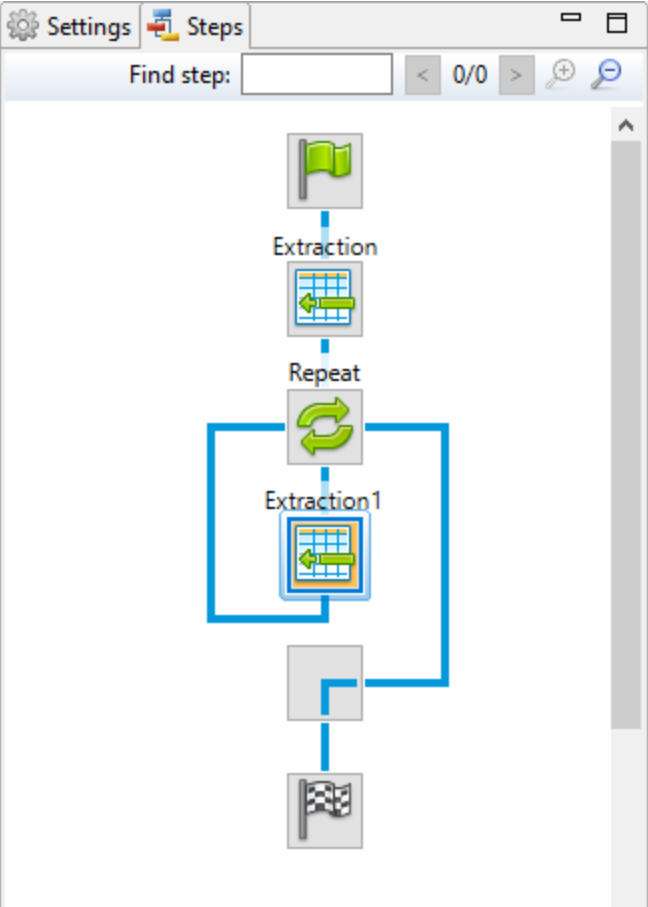 Settings Steps
Find step: < 0/0 >
Extraction
Repeat
Extraction1